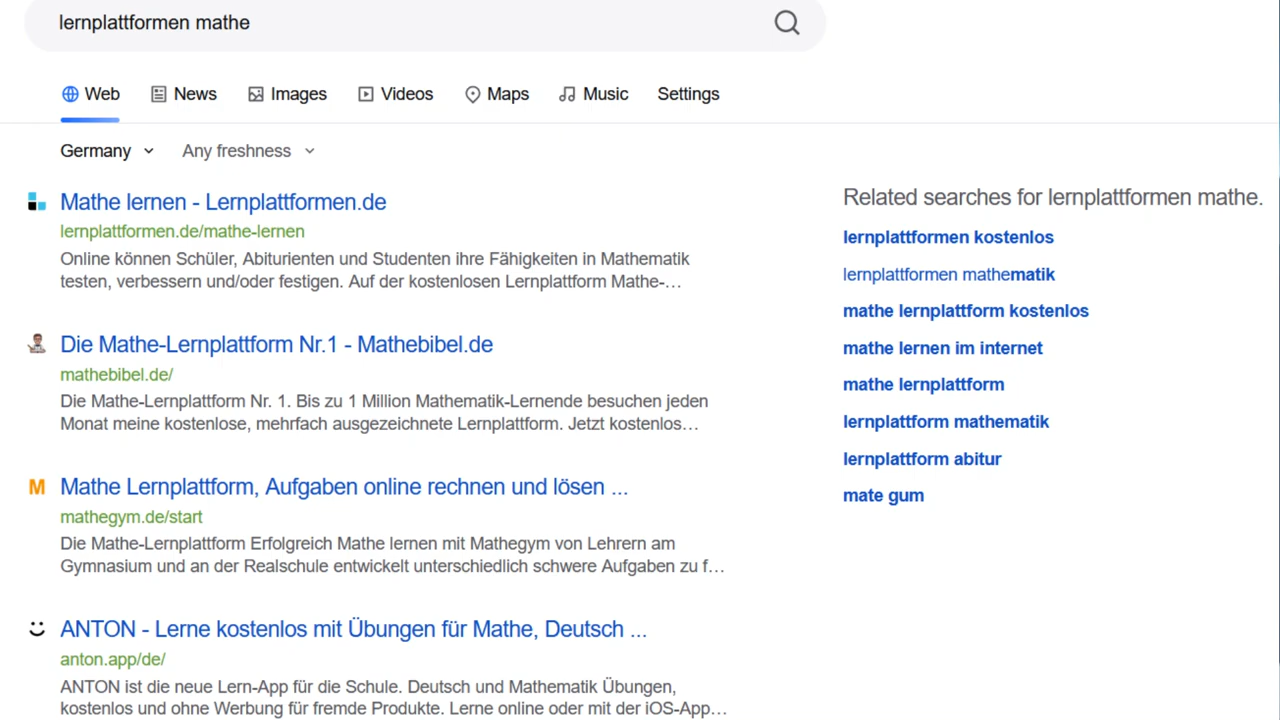 lernplattformen mathe
Web News Images Videos Maps Music Settings
Germany Any freshness
Mathe lernen - Lernplattformen.de
lernplattformen.de/mathe-lernen
Online können Schüler, Abiturienten und Studenten ihre Fähigkeiten in Mathematik
testen, verbessern und/oder festigen. Auf der kostenlosen Lernplattform Mathe-…
Die Mathe-Lernplattform Nr.1 - Mathebibel.de
mathebibel.de/
Die Mathe-Lernplattform Nr. 1. Bis zu 1 Million Mathematik-Lernende besuchen jeden
Monat meine kostenlose, mehrfach ausgezeichnete Lernplattform. Jetzt kostenlos…
M
Mathe Lernplattform, Aufgaben online rechnen und lösen ...
mathegym.de/start
Die Mathe-Lernplattform Erfolgreich Mathe lernen mit Mathegym von Lehrern am
Gymnasium und an der Realschule entwickelt unterschiedlich schwere Aufgaben zu f…
ANTON - Lerne kostenlos mit Übungen für Mathe, Deutsch ...
anton.app/de/
ANTON ist die neue Lern-App für die Schule. Deutsch und Mathematik Übungen,
kostenlos und ohne Werbung für fremde Produkte. Lerne online oder mit der iOS-App…
Related searches for lernplattformen mathe.
lernplattformen kostenlos
lernplattformen mathematik
mathe lernplattform kostenlos
mathe lernen im internet
mathe lernplattform
lernplattform mathematik
lernplattform abitur
mate gum